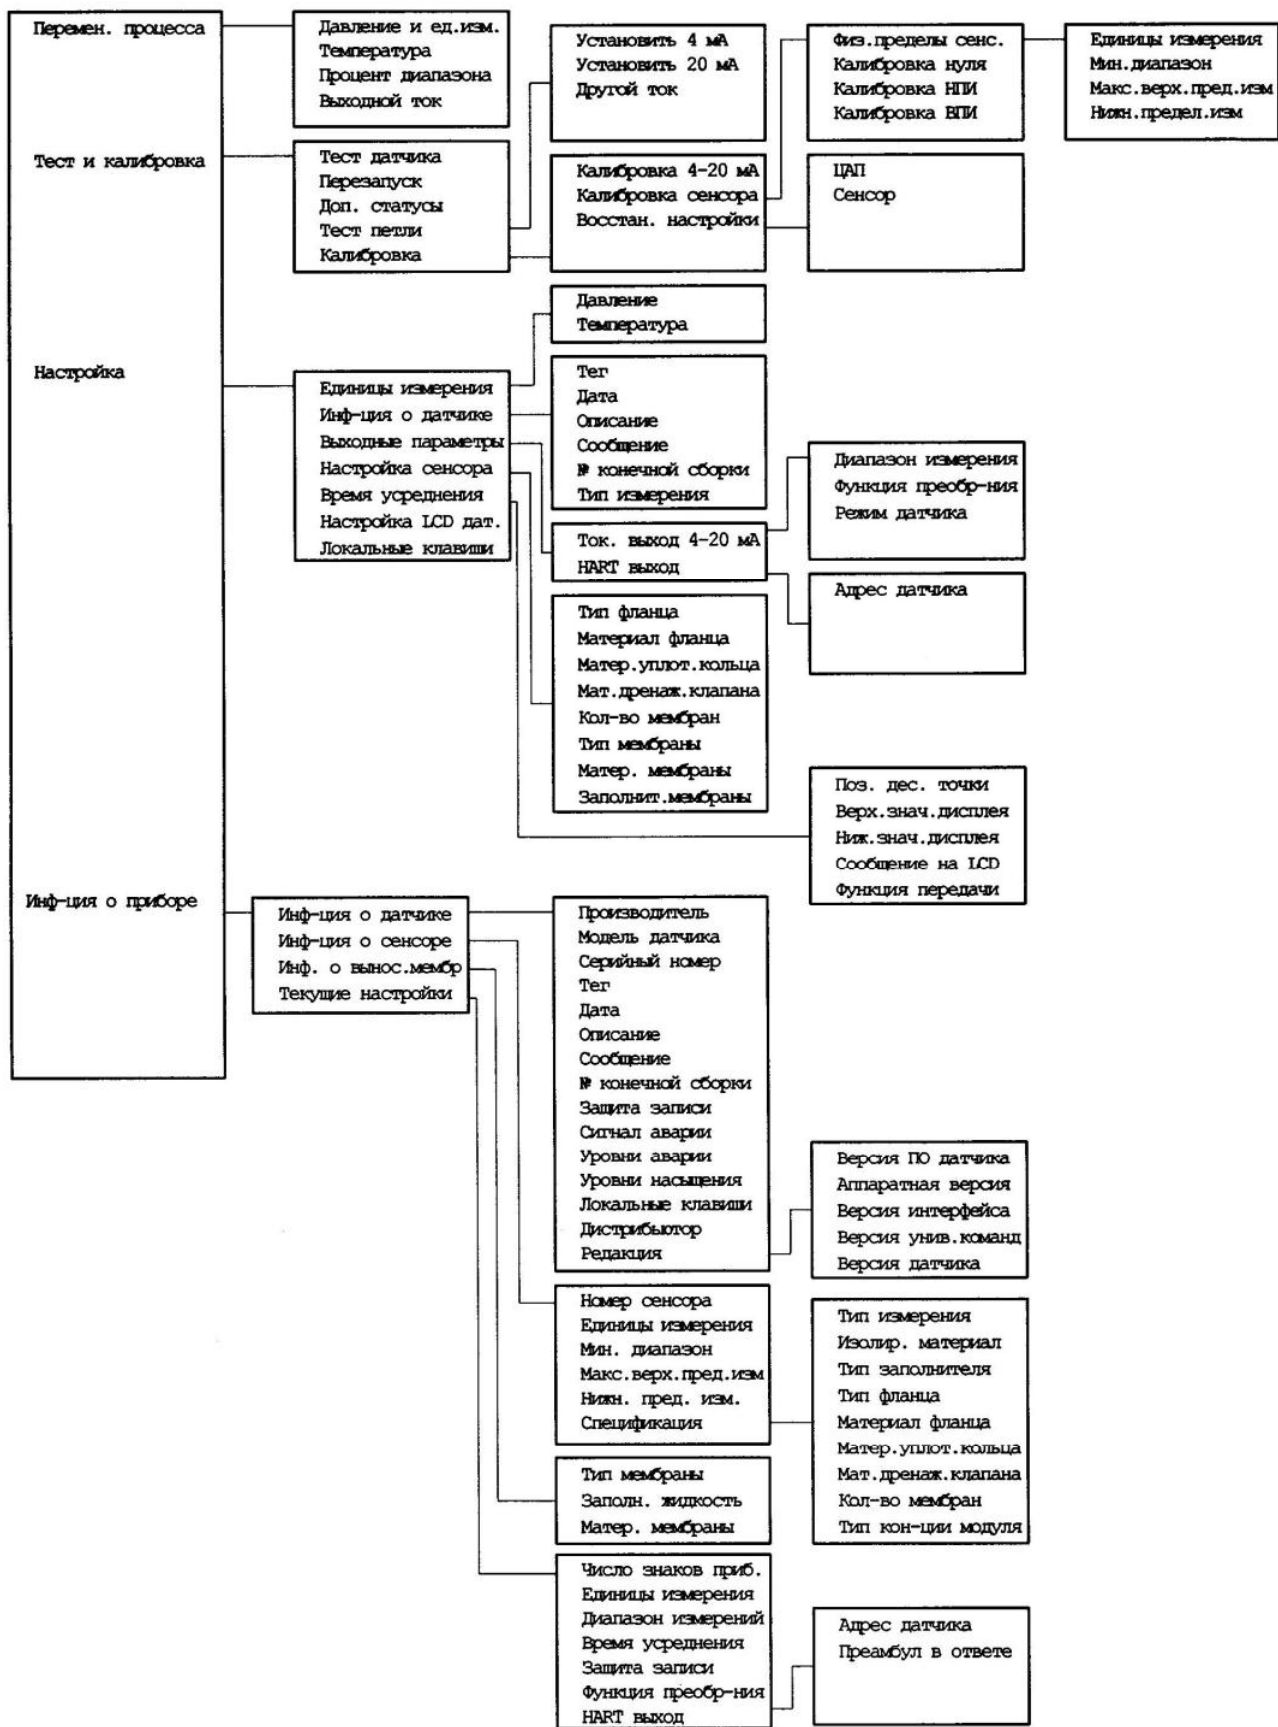 Перемен. процесса
Давление и ед.изм.
Температура
Процент диапазона
Выходной ток
Установить 4 мА
Установить 20 мА
Другой ток
Физ.пределы сенс.
Калибровка нуля
Калибровка НПИ
Калибровка ВПИ
Единицы измерения
Мин.диапазон
Макс.верх.пред.изм
Нижн.предел.изм
Тест и калибровка
Тест датчика
Перезапуск
Доп. статусы
Тест петли
Калибровка
Калибровка 4-20 мА
Калибровка сенсора
Восстан. настройки
ЦАП
Сенсор
Давление
Температура
Настройка
Единицы измерения
Инф-ция о датчике
Выходные параметры
Настройка сенсора
Время усреднения
Настройка LCD дат.
Локальные клавиши
Тег
Дата
Описание
Сообщение
№ конечной сборки
Тип измерения
Ток. выход 4-20 мА
HART выход
Диапазон измерения
Функция преобр-ния
Режим датчика
Адрес датчика
Тип фланца
Материал фланца
Матер.уплот.кольца
Мат.дренаж.клапана
Кол-во мембран
Тип мембраны
Матер. мембраны
Заполнит.мембраны
Поз. дес. точки
Верх.знач.дисплея
Ниж.знач.дисплея
Сообщение на LCD
Функция передачи
Инф-ция о приборе
Инф-ция о датчике
Инф-ция о сенсоре
Инф. о вынос.мембр
Текущие настройки
Производитель
Модель датчика
Серийный номер
Тег
Дата
Описание
Сообщение
№ конечной сборки
Защита записи
Сигнал аварии
Уровни аварии
Уровни насыщения
Локальные клавиши
Дистрибьютор
Редакция
Версия ПО датчика
Аппаратная версия
Версия интерфейса
Версия унив.команд
Версия датчика
Номер сенсора
Единицы измерения
Мин. диапазон
Макс.верх.пред.изм
Нижн. пред. изм.
Спецификация
Тип измерения
Изолир. материал
Тип заполнителя
Тип фланца
Материал фланца
Матер.уплот.кольца
Мат.дренаж.клапана
Кол-во мембран
Тип кон-ции модуля
Тип мембраны
Заполн. жидкость
Матер. мембраны
Число знаков приб.
Единицы измерения
Диапазон измерений
Время усреднения
Защита записи
Функция преобр-ния
HART выход
Адрес датчика
Преамбул в ответе